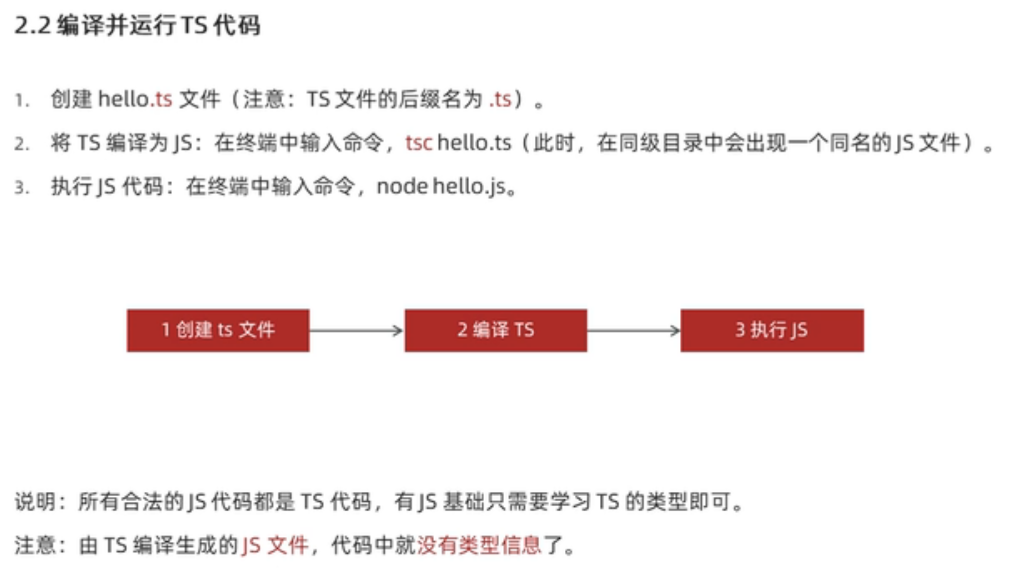 2.2 编译并运行 TS 代码
1. 创建 hello.ts 文件（注意：TS 文件的后缀名为 .ts）。
2. 将 TS 编译为 JS：在终端中输入命令，tsc hello.ts（此时，在同级目录中会出现一个同名的 JS 文件）。
3. 执行 JS 代码：在终端中输入命令，node hello.js。
1 创建 ts 文件
2 编译 TS
3 执行 JS
说明：所有合法的 JS 代码都是 TS 代码，有 JS 基础只需要学习 TS 的类型即可。
注意：由 TS 编译生成的 JS 文件，代码中就没有类型信息了。